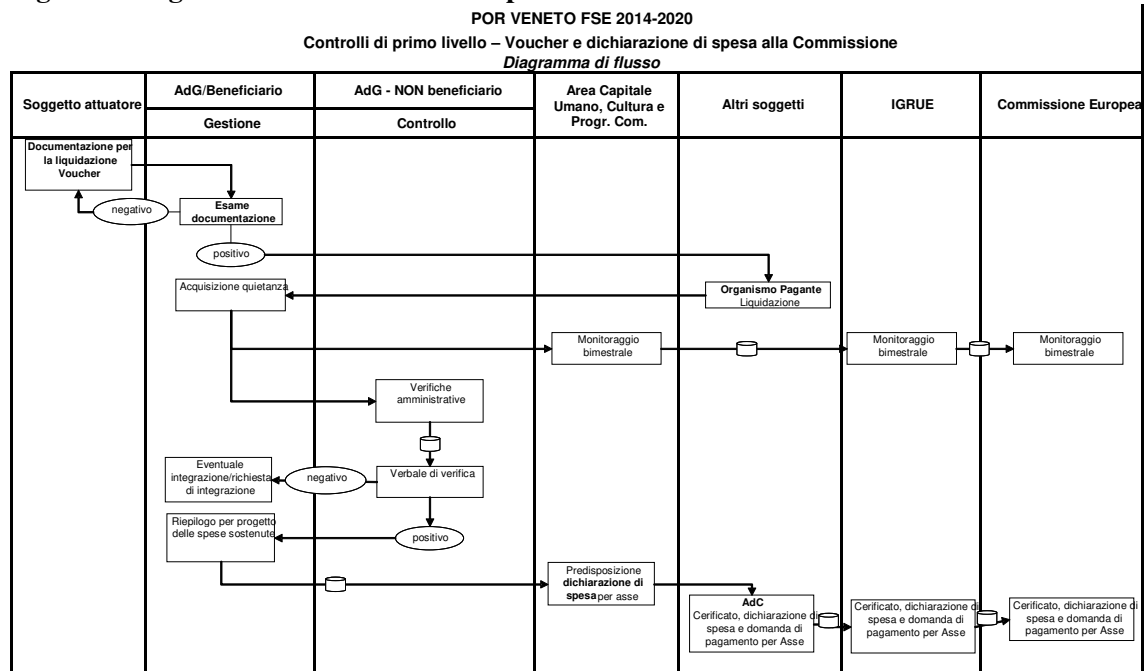 POR VENETO FSE 2014-2020
Controlli di primo livello – Voucher e dichiarazione di spesa alla Commissione
Diagramma di flusso
Soggetto attuatore
AdG/Beneficiario
Gestione
AdG - NON beneficiario
Controllo
Area Capitale
Umano, Cultura e
Progr. Com.
Altri soggetti
IGRUE
Commissione Europea
Documentazione per
la liquidazione
Voucher
negativo
Esame
documentazione
positivo
Acquisizione quietanza
Organismo Pagante
Liquidazione
Monitoraggio
bimestrale
Monitoraggio
bimestrale
Monitoraggio
bimestrale
Verifiche
amministrative
Eventuale
integrazione/richiesta
di integrazione
negativo
Verbale di verifica
Riepilogo per progetto
delle spese sostenute
positivo
Predisposizione
dichiarazione di
spesa per asse
AdC
Cerificato, dichiarazione di
spesa e domanda di
pagamento per Asse
Cerificato, dichiarazione di
spesa e domanda di
pagamento per Asse
Cerificato, dichiarazione di
spesa e domanda di
pagamento per Asse